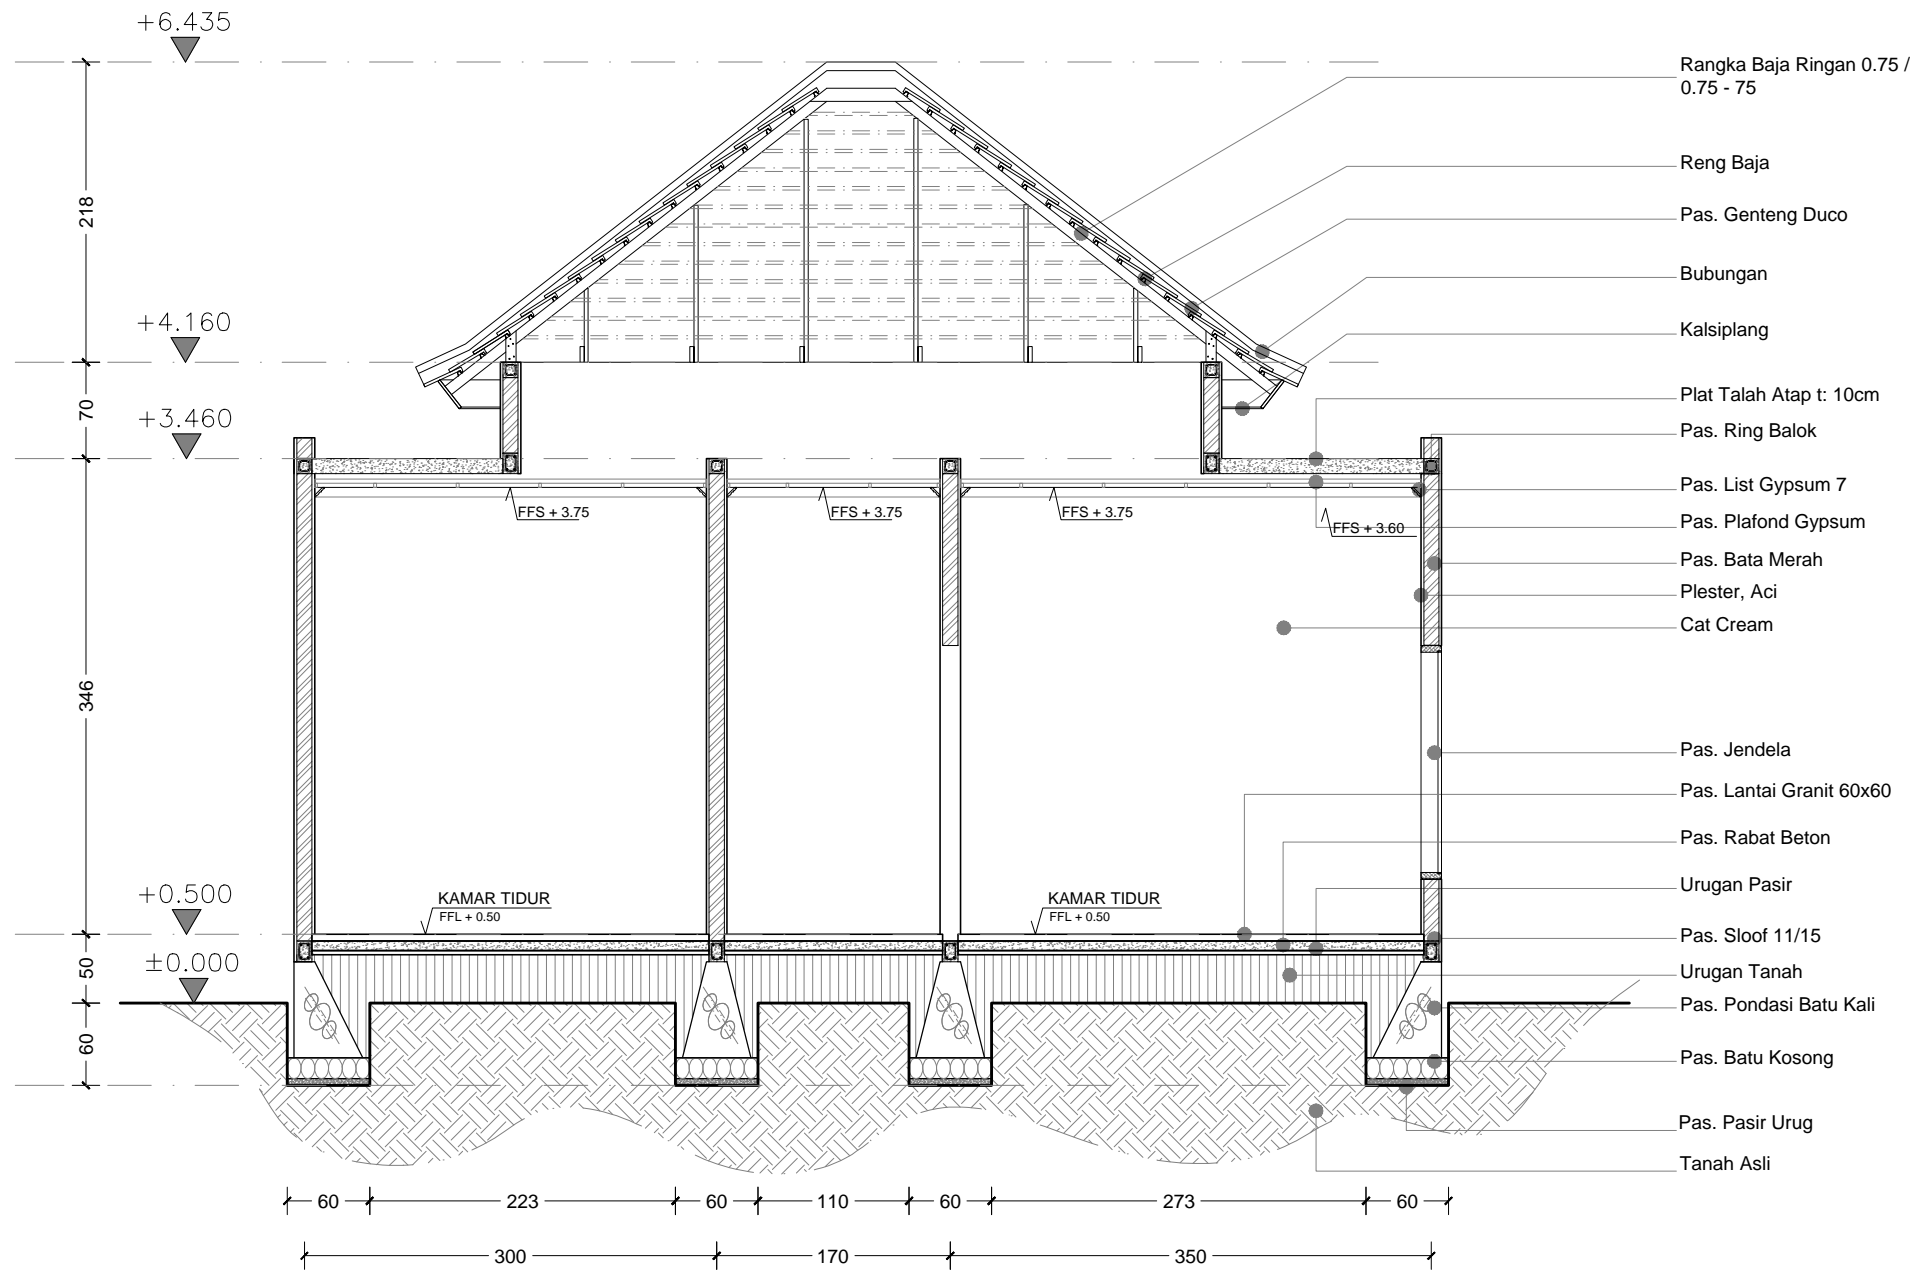 +6.435
Rangka Baja Ringan 0.75 /
0.75 - 75
Reng Baja
218
Pas. Genteng Duco
Bubungan
+4.160
Kalsiplang
Plat Talah Atap t: 10cm
70
+3.460
Pas. Ring Balok
Pas. List Gypsum 7
FFS + 3.75
FFS + 3.75
FFS + 3.75
FFS + 3.60
Pas. Plafond Gypsum
Pas. Bata Merah
Plester, Aci
Cat Cream
346
Pas. Jendela
Pas. Lantai Granit 60x60
Pas. Rabat Beton
+0.500
KAMAR TIDUR
FFL + 0.50
KAMAR TIDUR
FFL + 0.50
Urugan Pasir
Pas. Sloof 11/15
50
±0.000
Urugan Tanah
Pas. Pondasi Batu Kali
60
Pas. Batu Kosong
Pas. Pasir Urug
Tanah Asli
60
223
60
110
60
273
60
300
170
350